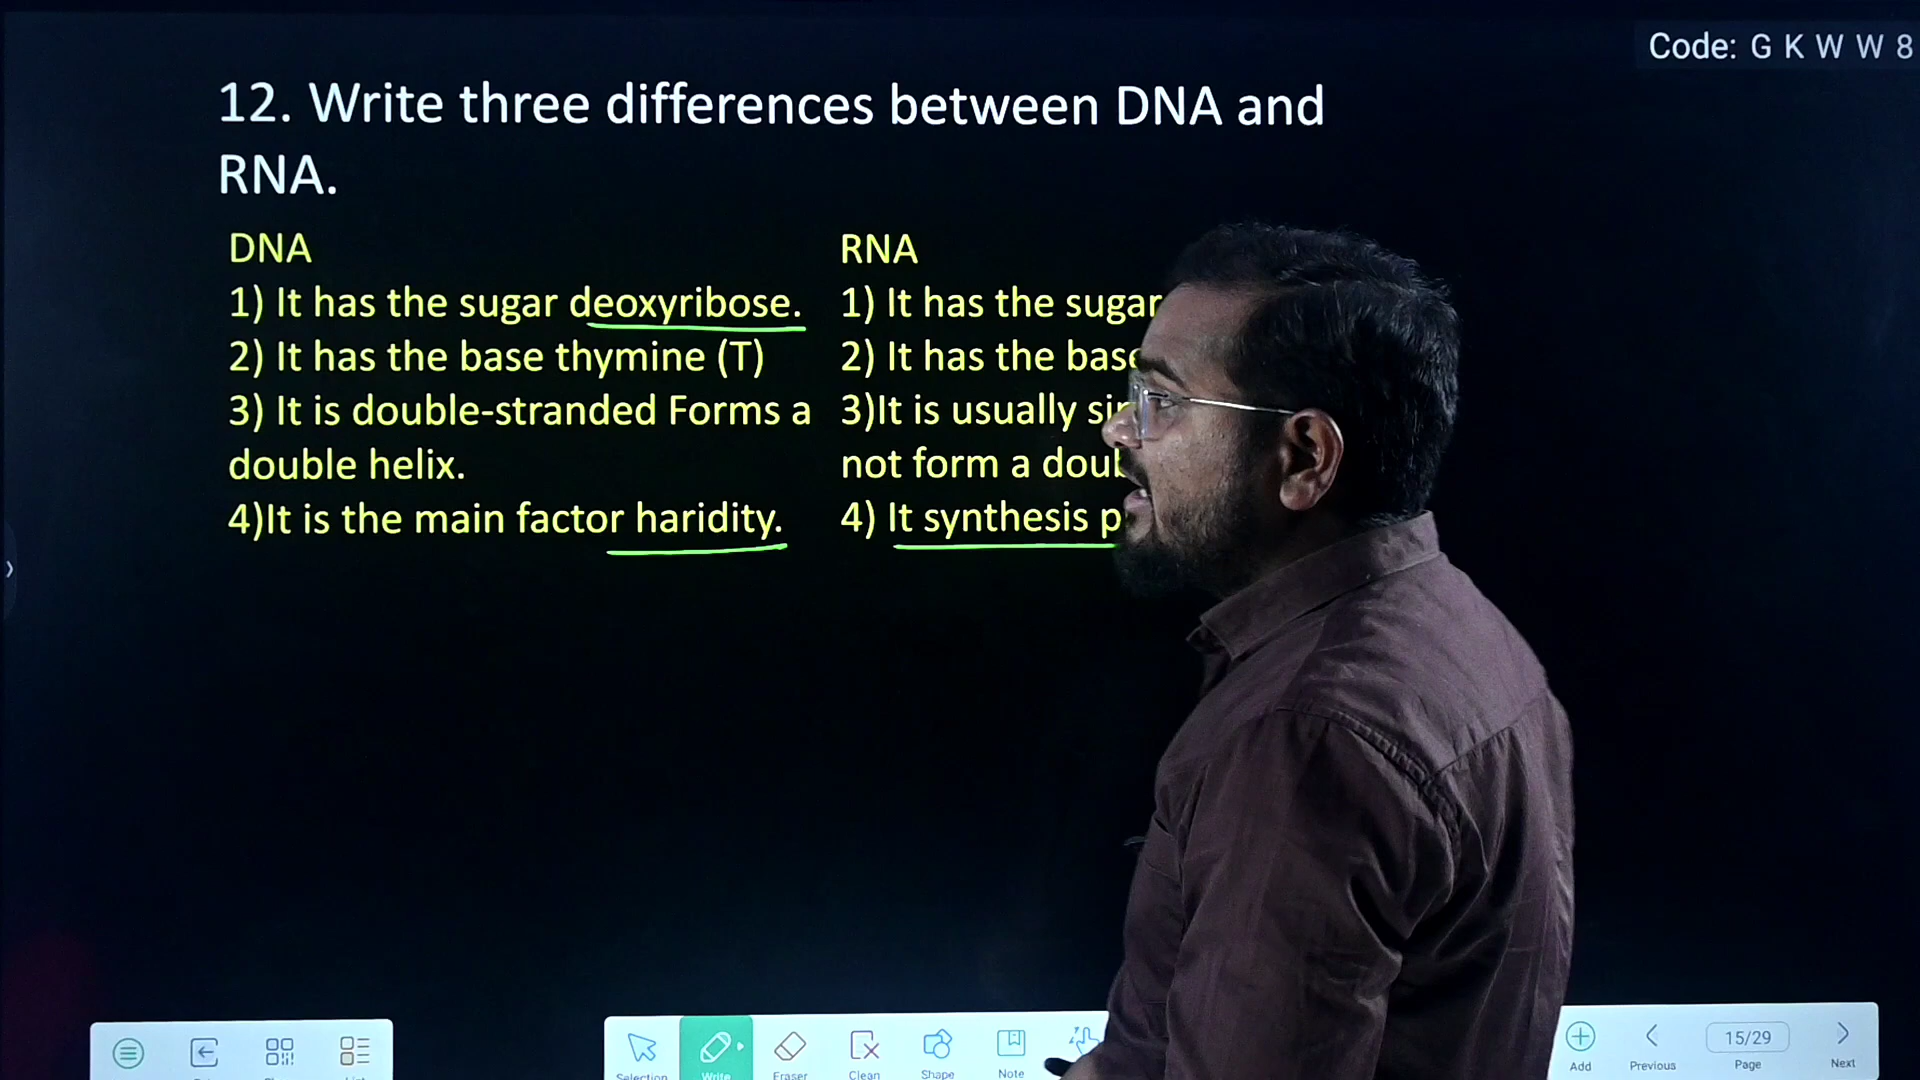 Code: G K W W 8
12. Write three differences between DNA and
RNA.
DNA
1) It has the sugar deoxyribose.
2) It has the base thymine (T)
3) It is double-stranded Forms a
double helix.
4)It is the main factor haridity.
RNA
1) It has the sugar
2) It has the base
3)It is usually
not form a
4) It synthesis
Selection
Write
Eraser
Clean
Shape
Note
Add
Previous
15/29
Page
Next